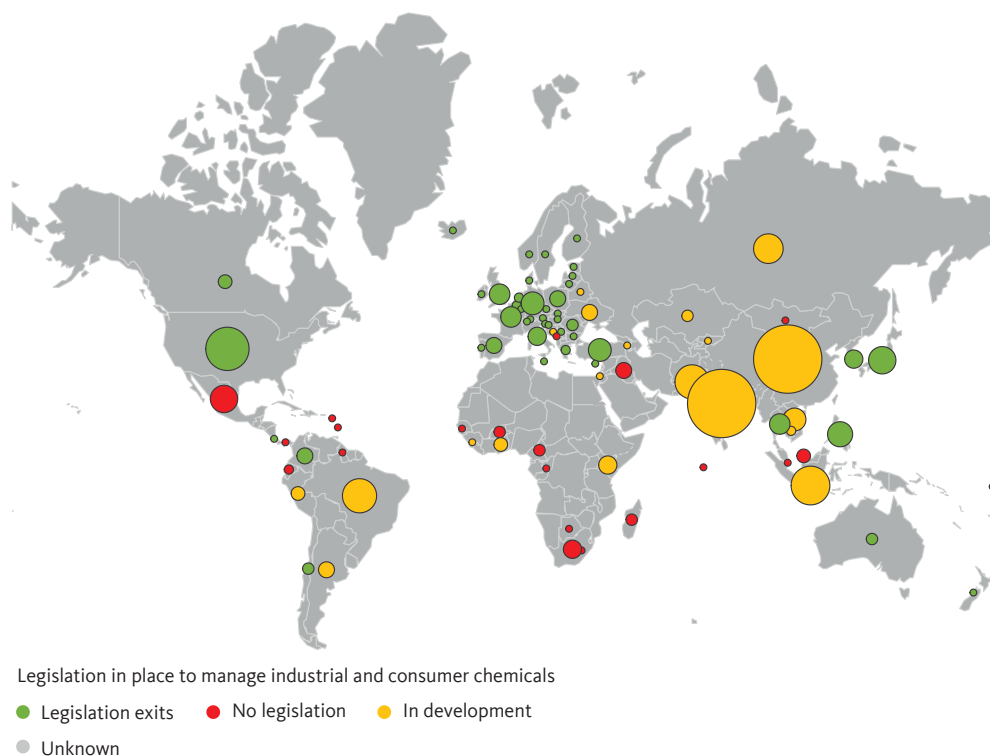 Legislation in place to manage industrial and consumer chemicals
Legislation exits
No legislation
In development
Unknown